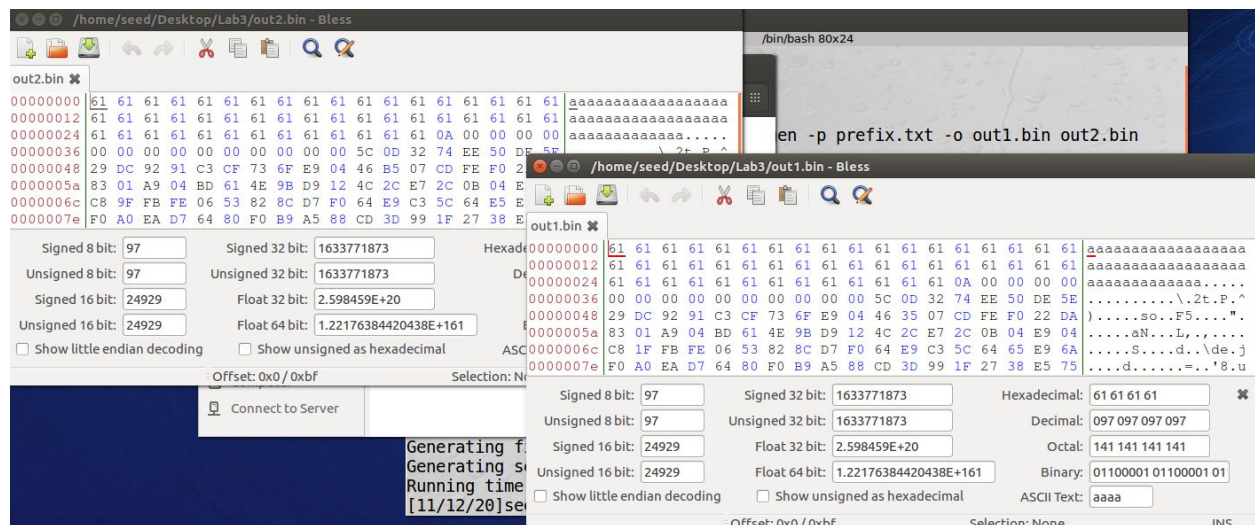 /home/seed/Desktop/Lab3/out2.bin - Bless
out2.bin
00000000 61 61 61 61 61 61 61 61 61 61 61 61 61 61 61 61 61 61 aaaaaaaaaaaaaaaaaa
00000012 61 61 61 61 61 61 61 61 61 61 61 61 61 61 61 61 61 61 aaaaaaaaaaaaaaaaaa
00000024 61 61 61 61 61 61 61 61 61 61 61 61 61 0A 00 00 00 00 aaaaaaaaaaaaa.....
00000036 00 00 00 00 00 00 00 00 00 00 5C 0D 32 74 EE 50 DE 5E \.2t.P.^
00000048 29 DC 92 91 C3 CF 73 6F E9 04 46 B5 07 CD FE F0 2
0000005a 83 01 A9 04 BD 61 4E 9B D9 12 4C 2C E7 2C 0B 04 E
0000006c C8 9F FB FE 06 53 82 8C D7 F0 64 E9 C3 5C 64 E5 E
0000007e F0 A0 EA D7 64 80 F0 B9 A5 88 CD 3D 99 1F 27 38 E
Signed 8 bit: 97 Signed 32 bit: 1633771873 Hexade
Unsigned 8 bit: 97 Unsigned 32 bit: 1633771873 De
Signed 16 bit: 24929 Float 32 bit: 2.598459E+20
Unsigned 16 bit: 24929 Float 64 bit: 1.22176384420438E+161
Show little endian decoding Show unsigned as hexadecimal ASC
Offset: 0x0 / 0xbf Selection: No
Connect to Server
/bin/bash 80x24
en -p prefix.txt -o out1.bin out2.bin
/home/seed/Desktop/Lab3/out1.bin - Bless
out1.bin
00000000 61 61 61 61 61 61 61 61 61 61 61 61 61 61 61 61 61 61 aaaaaaaaaaaaaaaaaa
00000012 61 61 61 61 61 61 61 61 61 61 61 61 61 61 61 61 61 61 aaaaaaaaaaaaaaaaaa
00000024 61 61 61 61 61 61 61 61 61 61 61 61 61 0A 00 00 00 00 aaaaaaaaaaaaa.....
00000036 00 00 00 00 00 00 00 00 00 00 5C 0D 32 74 EE 50 DE 5E ..........\.2t.P.^
00000048 29 DC 92 91 C3 CF 73 6F E9 04 46 35 07 CD FE F0 22 DA ).....so..F5....".
0000005a 83 01 A9 04 BD 61 4E 9B D9 12 4C 2C E7 2C 0B 04 E9 04 .....aN...L,.,....
0000006c C8 1F FB FE 06 53 82 8C D7 F0 64 E9 C3 5C 64 65 E9 6A .....S....d..\de.j
0000007e F0 A0 EA D7 64 80 F0 B9 A5 88 CD 3D 99 1F 27 38 E5 75 ....d......=..'8.u
Signed 8 bit: 97 Signed 32 bit: 1633771873 Hexadecimal: 61 61 61 61
Unsigned 8 bit: 97 Unsigned 32 bit: 1633771873 Decimal: 097 097 097 097
Signed 16 bit: 24929 Float 32 bit: 2.598459E+20 Octal: 141 141 141 141
Unsigned 16 bit: 24929 Float 64 bit: 1.22176384420438E+161 Binary: 01100001 01100001 01
Show little endian decoding Show unsigned as hexadecimal ASCII Text: aaaa
Offset: 0x0 / 0xbf Selection: None INS
Generating fi
Generating se
Running time
[11/12/20]see